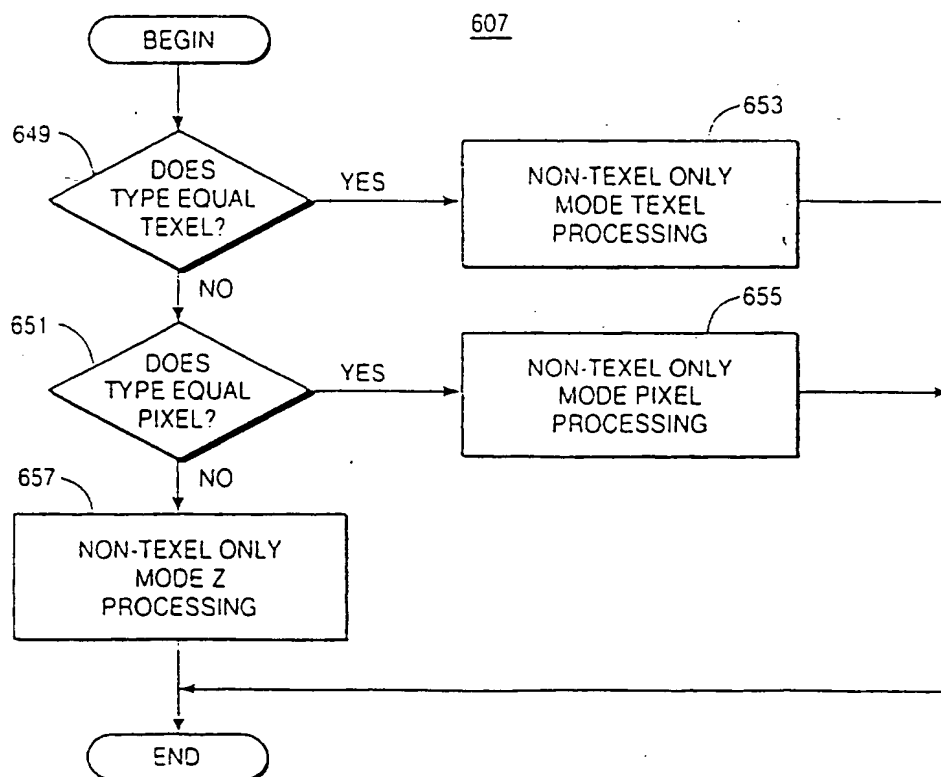 607
BEGIN
649
DOES
TYPE EQUAL
TEXEL?
YES
653
NON-TEXEL ONLY
MODE TEXEL
PROCESSING
NO
651
DOES
TYPE EQUAL
PIXEL?
YES
655
NON-TEXEL ONLY
MODE PIXEL
PROCESSING
NO
657
NON-TEXEL ONLY
MODE Z
PROCESSING
END